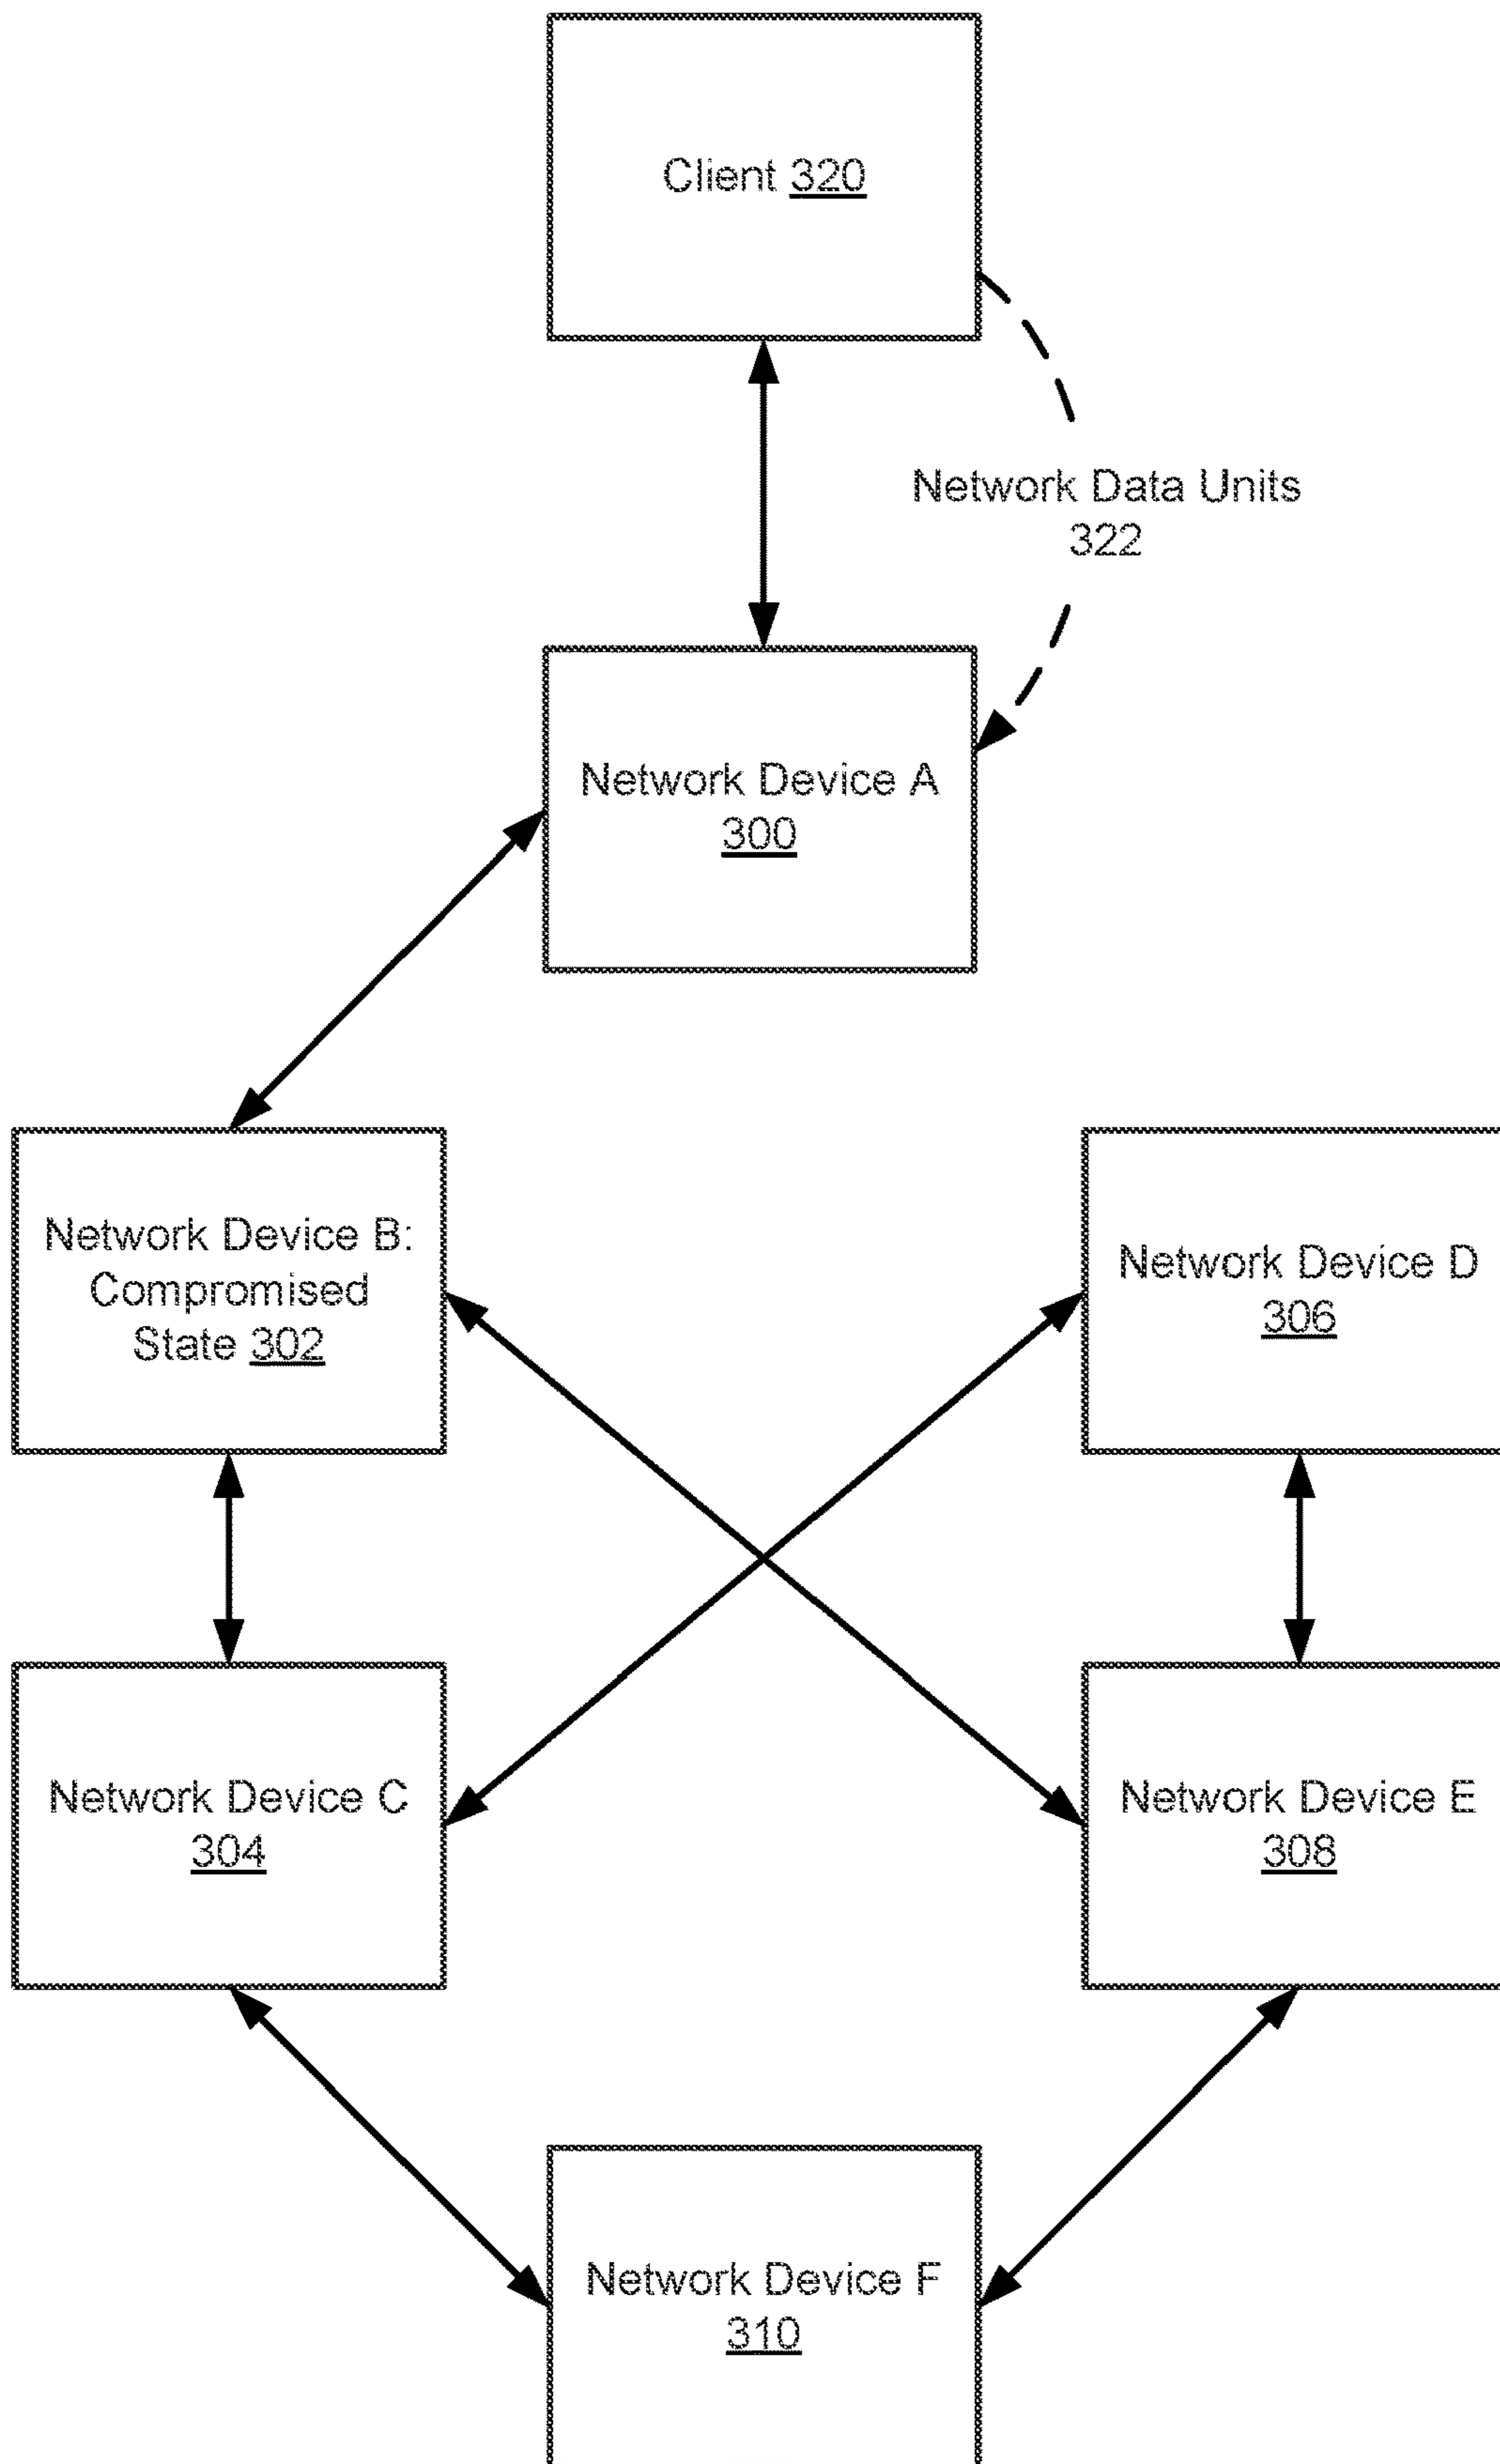 Client 320
Network Data Units
322
Network Device A
300
Network Device B:
Compromised
State 302
Network Device D
306
Network Device C
304
Network Device E
308
Network Device F
310